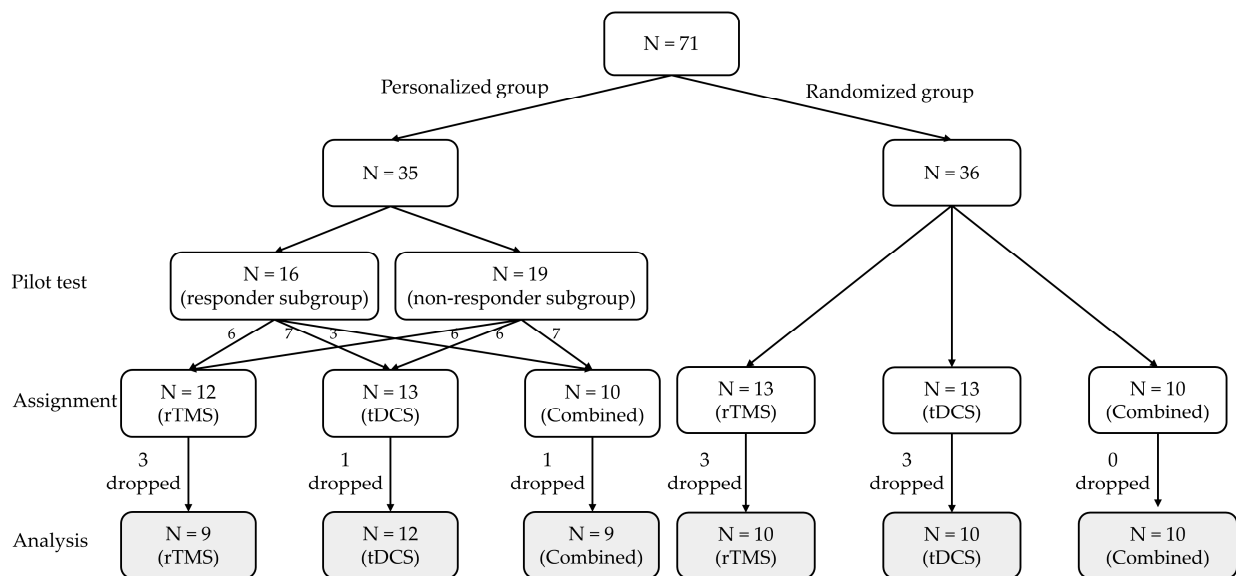 N = 71
Personalized group
Randomized group
N = 35
N = 36
Pilot test
N = 16
(responder subgroup)
N = 19
(non-responder subgroup)
6
7
3
6
6
7
Assignment
N = 12
(rTMS)
N = 13
(tDCS)
N = 10
(Combined)
N = 13
(rTMS)
N = 13
(tDCS)
N = 10
(Combined)
3
dropped
1
dropped
1
dropped
3
dropped
3
dropped
0
dropped
Analysis
N = 9
(rTMS)
N = 12
(tDCS)
N = 9
(Combined)
N = 10
(rTMS)
N = 10
(tDCS)
N = 10
(Combined)